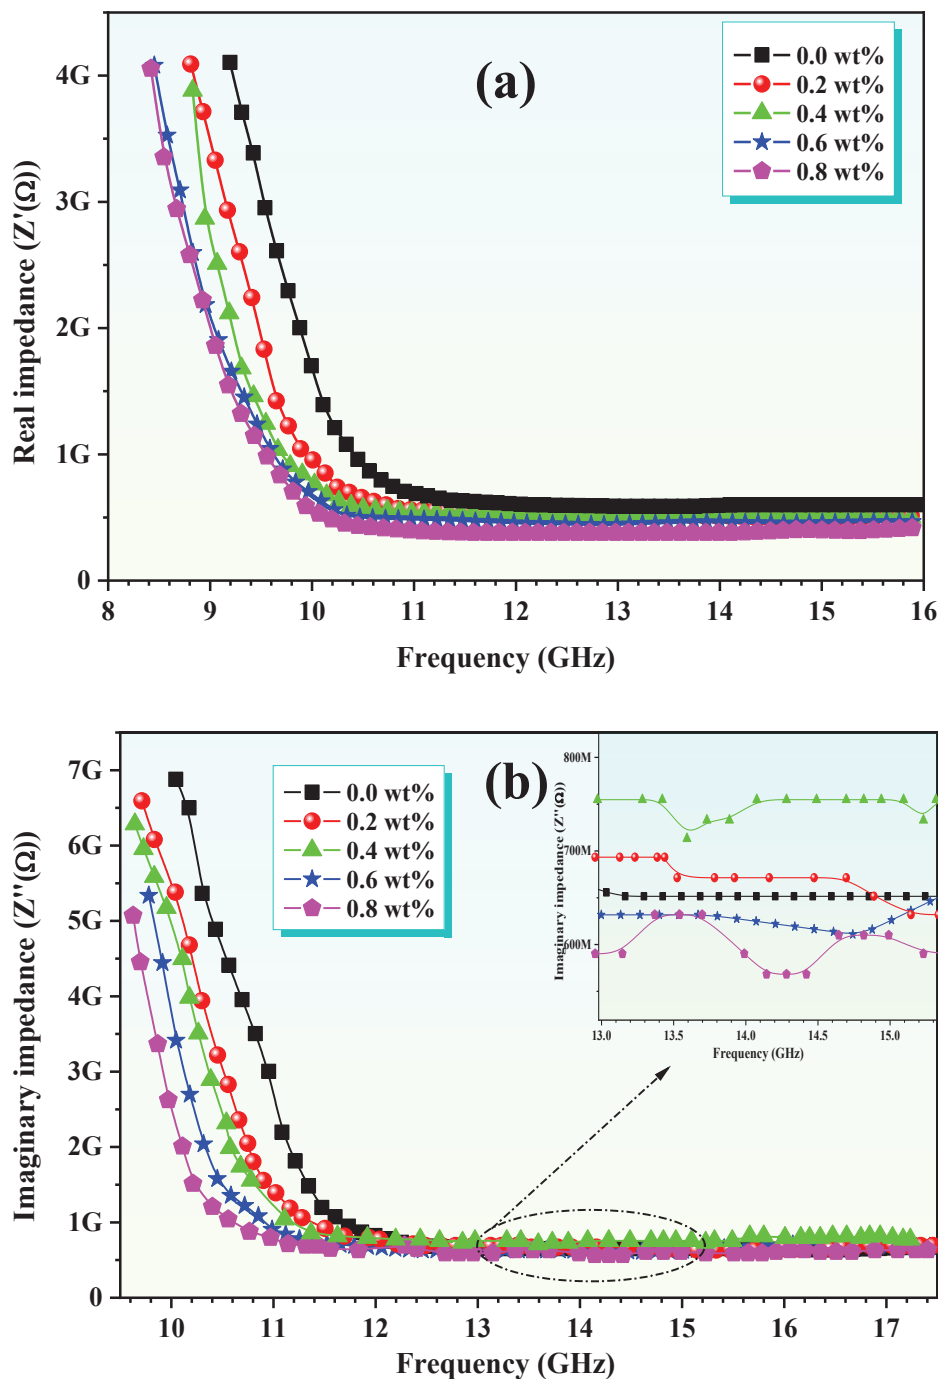 (a)
0.0 wt%
0.2 wt%
0.4 wt%
0.6 wt%
0.8 wt%
Real impedance (Z'(Ω))
4G
3G
2G
1G
0
8 9 10 11 12 13 14 15 16
Frequency (GHz)
(b)
0.0 wt%
0.2 wt%
0.4 wt%
0.6 wt%
0.8 wt%
Imaginary impedance (Z''(Ω))
7G
6G
5G
4G
3G
2G
1G
0
10 11 12 13 14 15 16 17
Frequency (GHz)
Imaginary impedance (Z''(Ω))
800M
700M
600M
13.0 13.5 14.0 14.5 15.0
Frequency (GHz)